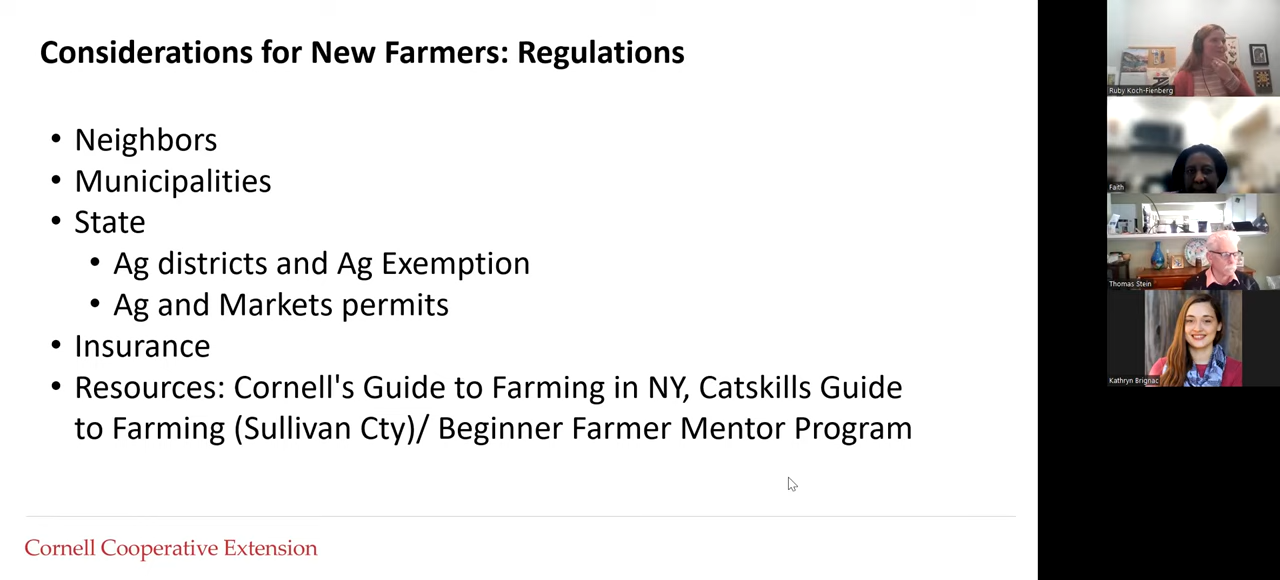 Considerations for New Farmers: Regulations
• Neighbors
• Municipalities
• State
• Ag districts and Ag Exemption
• Ag and Markets permits
• Insurance
• Resources: Cornell's Guide to Farming in NY, Catskills Guide
to Farming (Sullivan Cty)/ Beginner Farmer Mentor Program
Cornell Cooperative Extension
Ruby Koch-Fienberg
Faith
Thomas Stein
Kathryn Brignac